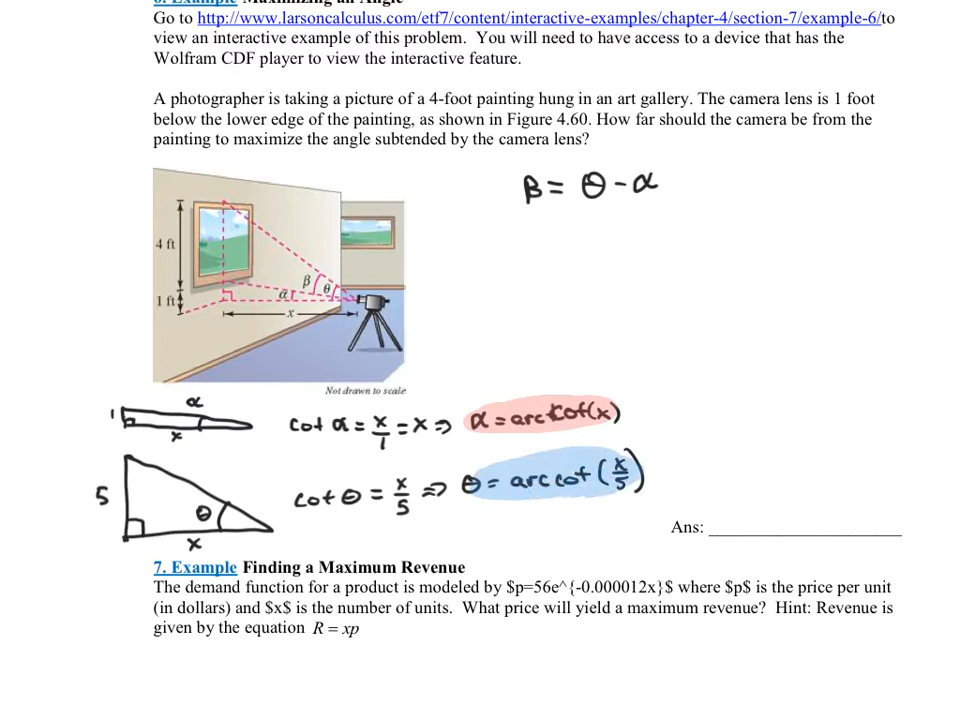 6. Example Maximizing an Angle
Go to http://www.larsoncalculus.com/etf7/content/interactive-examples/chapter-4/section-7/example-6/to
view an interactive example of this problem. You will need to have access to a device that has the
Wolfram CDF player to view the interactive feature.
A photographer is taking a picture of a 4-foot painting hung in an art gallery. The camera lens is 1 foot
below the lower edge of the painting, as shown in Figure 4.60. How far should the camera be from the
painting to maximize the angle subtended by the camera lens?
β = θ - α
4 ft
β
θ
α
1 ft
x
Not drawn to scale
α
1
x
cot α = x/1 = x ⇒ α = arccot(x)
5
θ
x
cot θ = x/5 ⇒ θ = arccot (x/5)
Ans: ______________________
7. Example Finding a Maximum Revenue
The demand function for a product is modeled by $p=56e^{-0.000012x}$ where $p$ is the price per unit
(in dollars) and $x$ is the number of units. What price will yield a maximum revenue? Hint: Revenue is
given by the equation R = xp